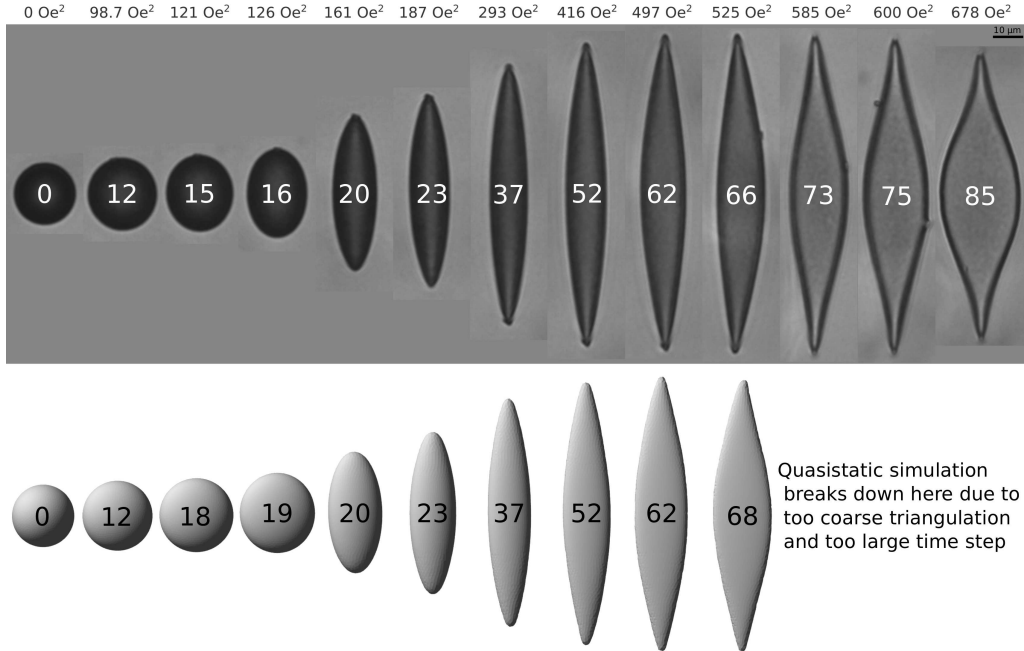 0 Oe² 98.7 Oe² 121 Oe² 126 Oe² 161 Oe² 187 Oe² 293 Oe² 416 Oe² 497 Oe² 525 Oe² 585 Oe² 600 Oe² 678 Oe²
10 µm
0 12 15 16 20 23 37 52 62 66 73 75 85
0 12 18 19 20 23 37 52 62 68
Quasistatic simulation
breaks down here due to
too coarse triangulation
and too large time step